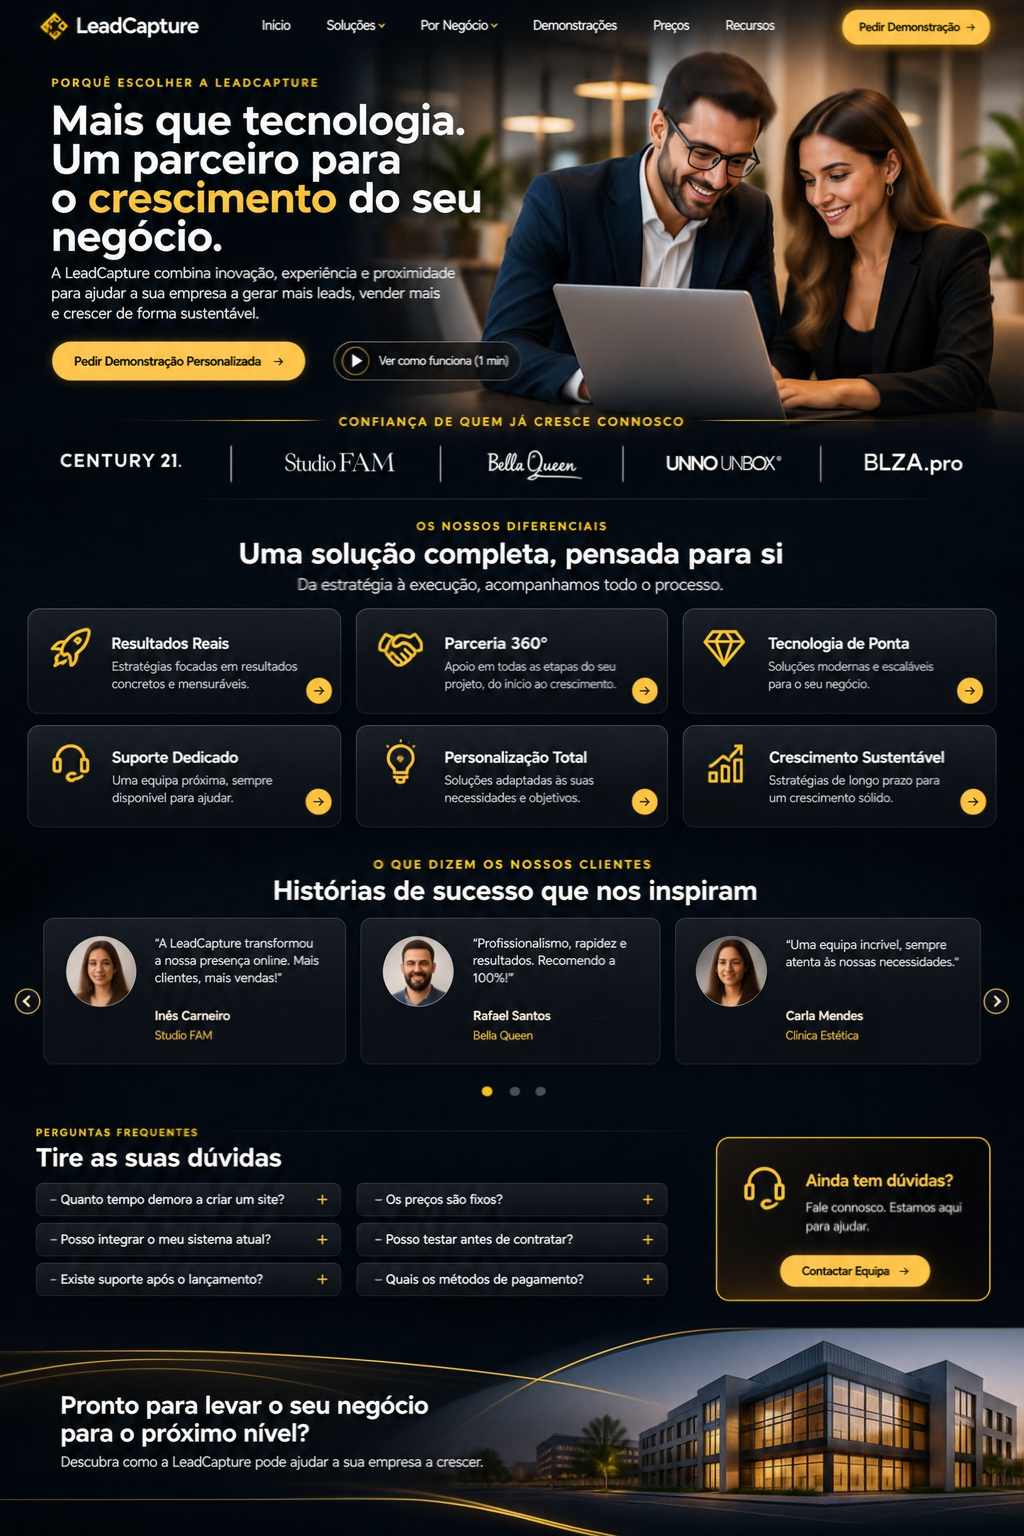 LeadCapture
Início
Soluções
Por Negócio
Demonstrações
Preços
Recursos
Pedir Demonstração →
PORQUÊ ESCOLHER A LEADCAPTURE
Mais que tecnologia.
Um parceiro para
o crescimento do seu
negócio.
A LeadCapture combina inovação, experiência e proximidade
para ajudar a sua empresa a gerar mais leads, vender mais
e crescer de forma sustentável.
Pedir Demonstração Personalizada →
Ver como funciona (1 min)
CONFIANÇA DE QUEM JÁ CRESCE CONNOSCO
CENTURY 21.
Studio FAM
Bella Queen
UNNO UNBOX®
BLZA.pro
OS NOSSOS DIFERENCIAIS
Uma solução completa, pensada para si
Da estratégia à execução, acompanhamos todo o processo.
Resultados Reais
Estratégias focadas em resultados
concretos e mensuráveis.
→
Parceria 360°
Apoio em todas as etapas do seu
projeto, do início ao crescimento.
→
Tecnologia de Ponta
Soluções modernas e escaláveis
para o seu negócio.
→
Suporte Dedicado
Uma equipa próxima, sempre
disponível para ajudar.
→
Personalização Total
Soluções adaptadas às suas
necessidades e objetivos.
→
Crescimento Sustentável
Sstratégias de longo prazo para
um crescimento sólido.
→
O QUE DIZEM OS NOSSOS CLIENTES
Histórias de sucesso que nos inspiram
"A LeadCapture transformou
a nossa presença online. Mais
clientes, mais vendas!"
Inês Carneiro
Studio FAM
"Profissionalismo, rapidez e
resultados. Recomendo a
100%!"
Rafael Santos
Bella Queen
"Uma equipa incrivel, sempre
atenta às nossas necessidades."
Carla Mendes
Clinica Estética
PERGUNTAS FREQUENTES
Tire as suas dúvidas
– Quanto tempo demora a criar um site? +
– Os preços são fixos? +
– Posso integrar o meu sistema atual? +
– Posso testar antes de contratar? +
– Existe suporte após o lançamento? +
– Quais os métodos de pagamento? +
Ainda tem dúvidas?
Fale connosco. Estamos aqui
para ajudar.
Contactar Equipa →
Pronto para levar o seu negócio
para o próximo nível?
Descubra como a LeadCapture pode ajudar a sua empresa a crescer.